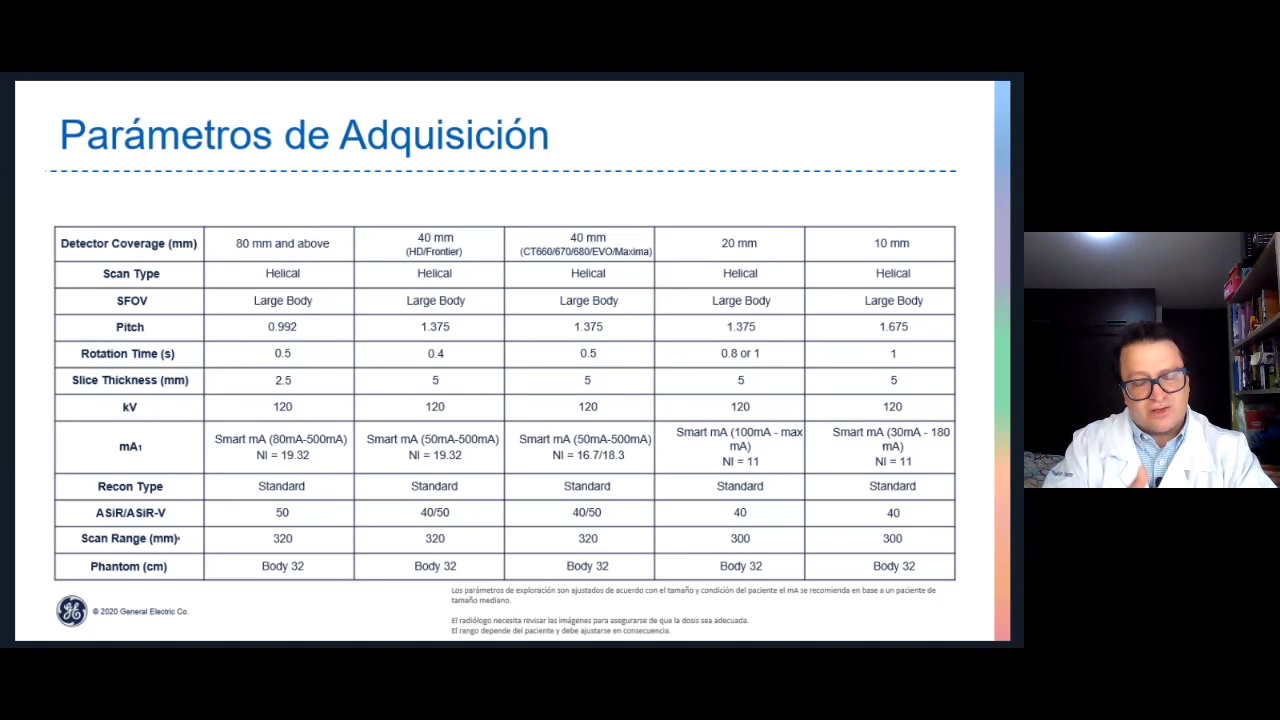 Parámetros de Adquisición
Detector Coverage (mm) 80 mm and above 40 mm (HD/Frontier) 40 mm (CT660/670/680/EVO/Maxima) 20 mm 10 mm
Scan Type Helical Helical Helical Helical Helical
SFOV Large Body Large Body Large Body Large Body Large Body
Pitch 0.992 1.375 1.375 1.375 1.675
Rotation Time (s) 0.5 0.4 0.5 0.8 or 1 1
Slice Thickness (mm) 2.5 5 5 5 5
kV 120 120 120 120 120
mA1 Smart mA (80mA-500mA) NI = 19.32 Smart mA (50mA-500mA) NI = 19.32 Smart mA (50mA-500mA) NI = 16.7/18.3 Smart mA (100mA - max mA) NI = 11 Smart mA (30mA - 180 mA) NI = 11
Recon Type Standard Standard Standard Standard Standard
ASiR/ASiR-V 50 40/50 40/50 40 40
Scan Range (mm) 320 320 320 300 300
Phantom (cm) Body 32 Body 32 Body 32 Body 32 Body 32
Los parámetros de exploración son ajustados de acuerdo con el tamaño y condición del paciente el mA se recomienda en base a un paciente de
tamaño mediano.
El radiólogo necesita revisar las imágenes para asegurarse de que la dosis sea adecuada.
El rango depende del paciente y debe ajustarse en consecuencia.
GE © 2020 General Electric Co.